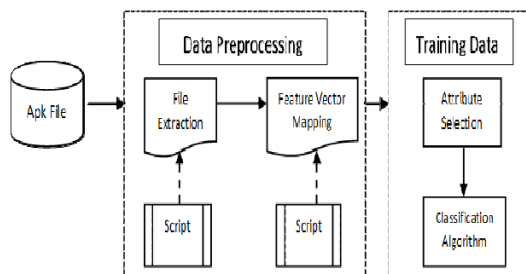 Data Preprocessing
Training Data
Apk File
File
Extraction
Feature Vector
Mapping
Attribute
Selection
Script
Script
Classification
Algorithm